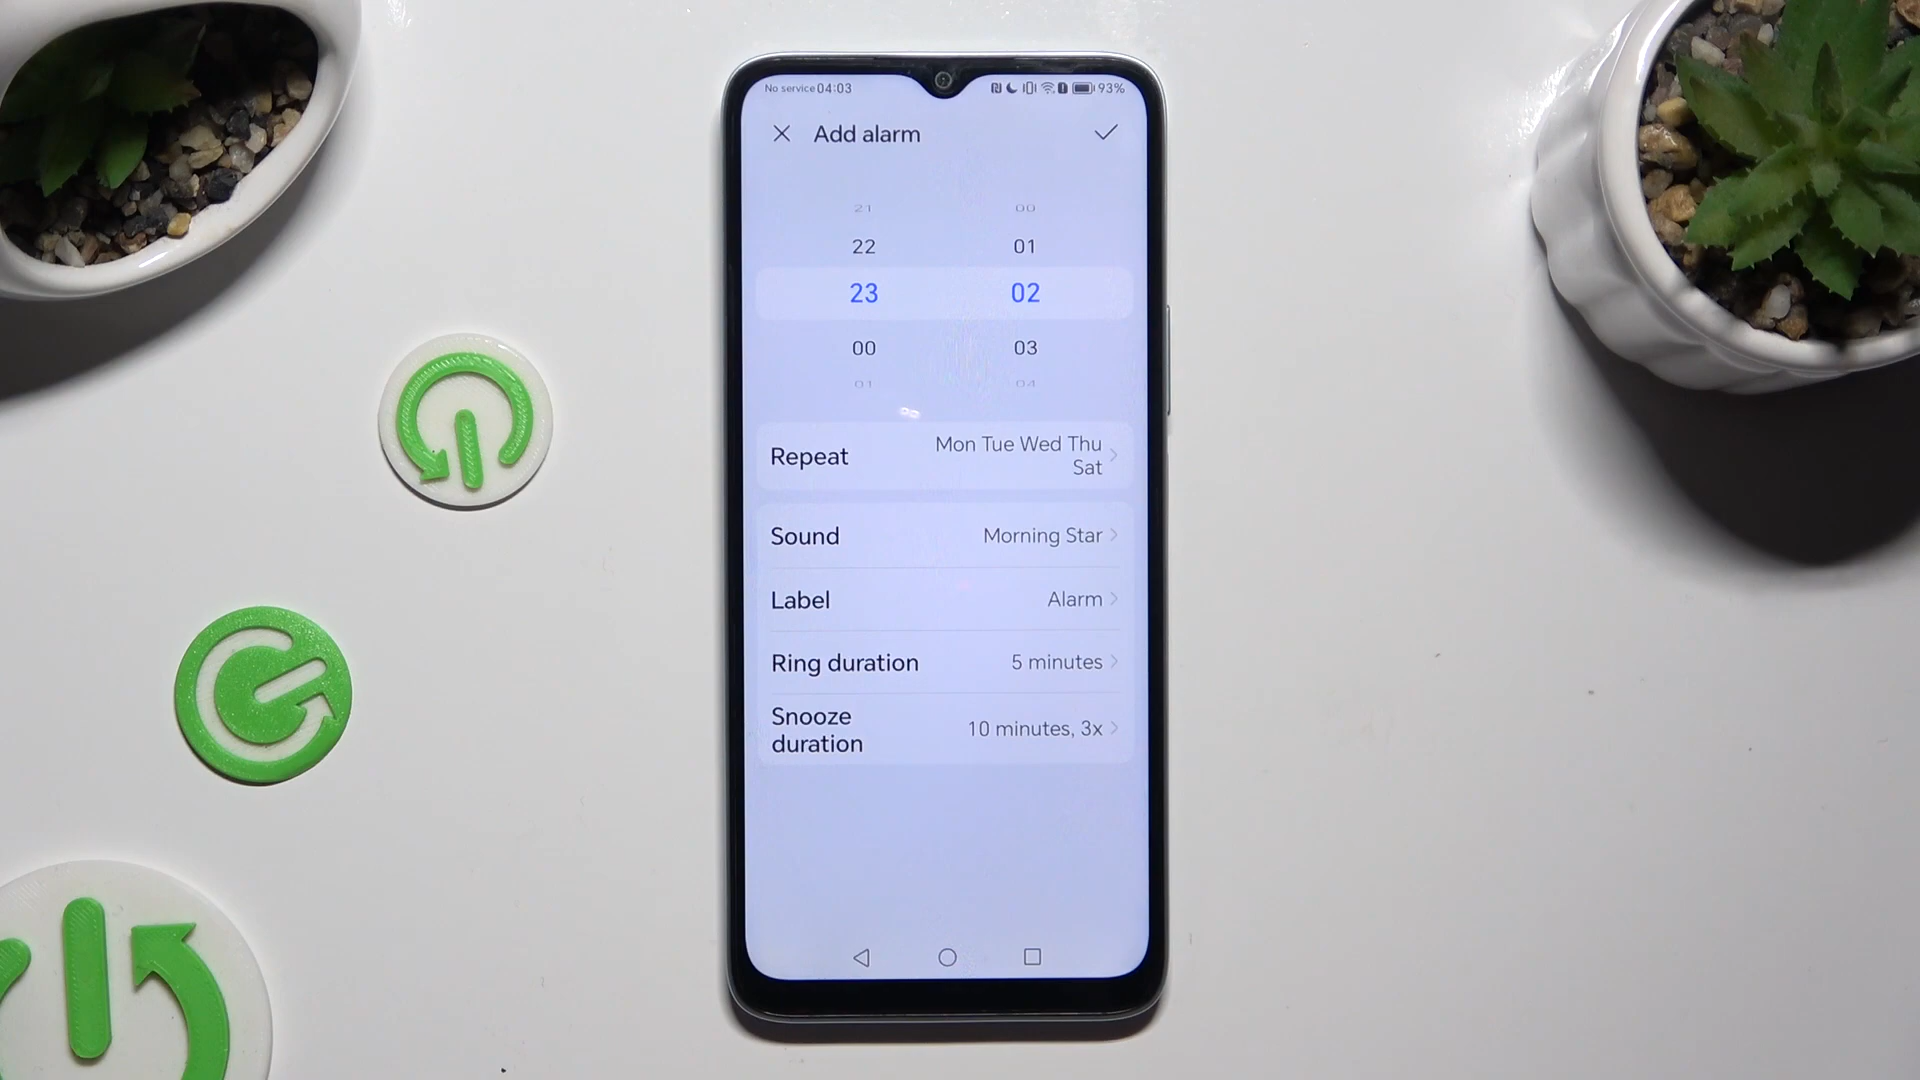 No service 04:03 93%
Add alarm
21 00
22 01
23 02
00 03
01 04
Repeat Mon Tue Wed Thu
Sat
Sound Morning Star
Label Alarm
Ring duration 5 minutes
Snooze
duration 10 minutes, 3x